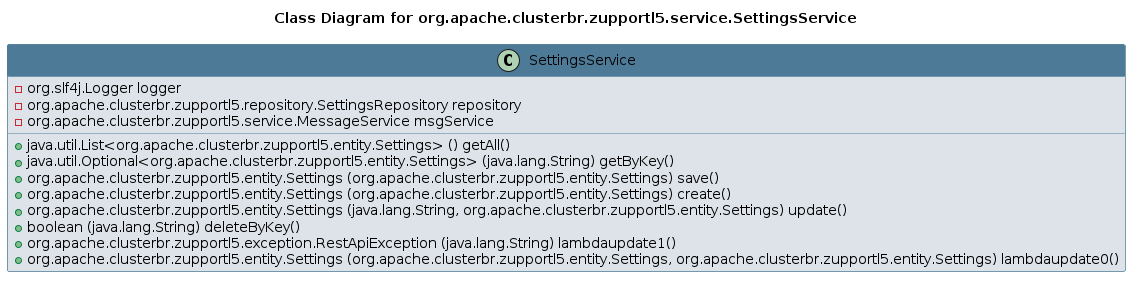 Class Diagram for org.apache.clusterbr.zupportl5.service.SettingsService
C SettingsService
org.slf4j.Logger logger
org.apache.clusterbr.zupportl5.repository.SettingsRepository repository
org.apache.clusterbr.zupportl5.service.MessageService msgService
java.util.List<org.apache.clusterbr.zupportl5.entity.Settings> () getAll()
java.util.Optional<org.apache.clusterbr.zupportl5.entity.Settings> (java.lang.String) getByKey()
org.apache.clusterbr.zupportl5.entity.Settings (org.apache.clusterbr.zupportl5.entity.Settings) save()
org.apache.clusterbr.zupportl5.entity.Settings (org.apache.clusterbr.zupportl5.entity.Settings) create()
org.apache.clusterbr.zupportl5.entity.Settings (java.lang.String, org.apache.clusterbr.zupportl5.entity.Settings) update()
boolean (java.lang.String) deleteByKey()
org.apache.clusterbr.zupportl5.exception.RestApiException (java.lang.String) lambdaupdate1()
org.apache.clusterbr.zupportl5.entity.Settings (org.apache.clusterbr.zupportl5.entity.Settings, org.apache.clusterbr.zupportl5.entity.Settings) lambdaupdate0()